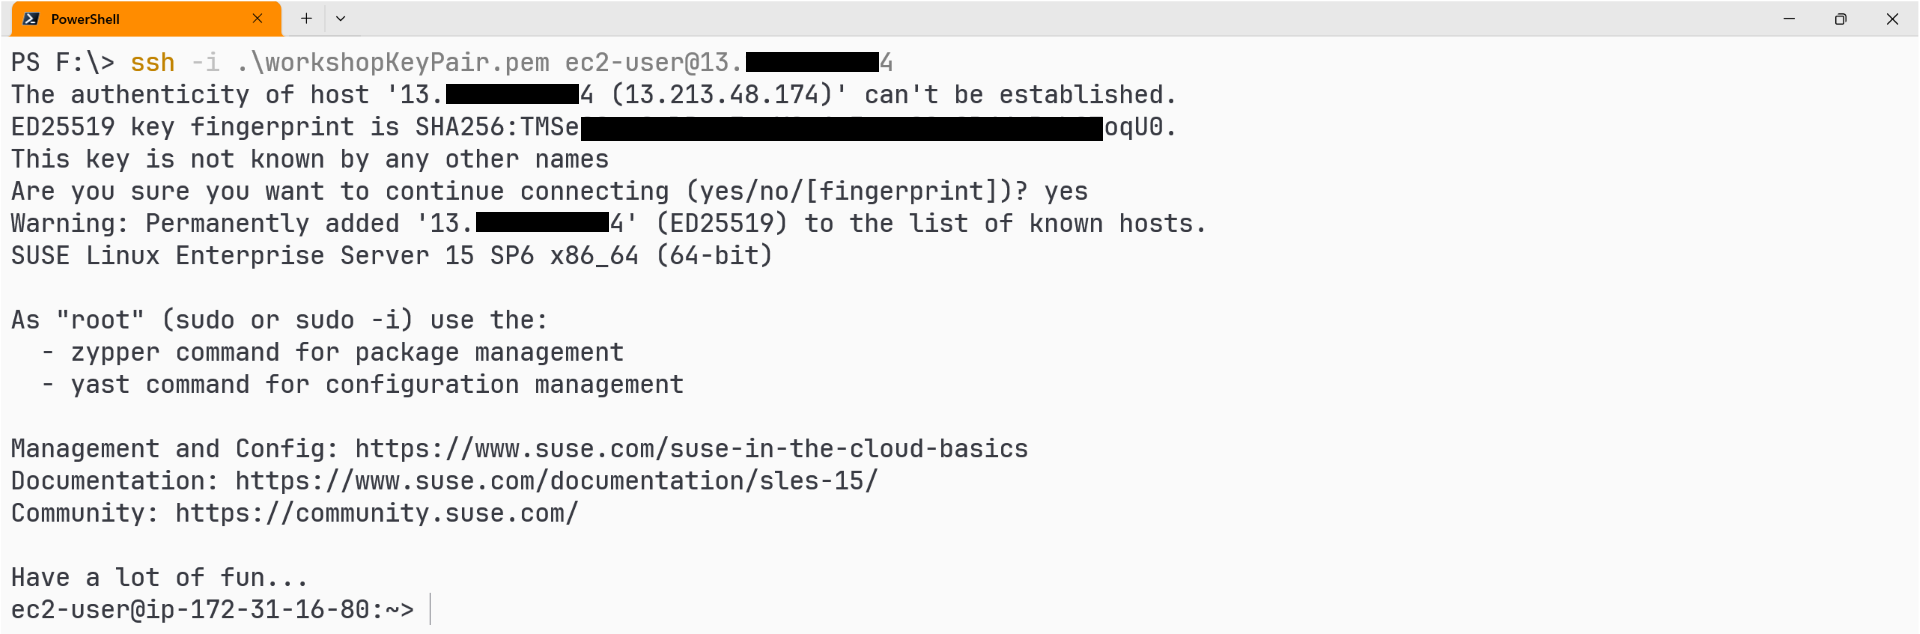 PowerShell
PS F:\> ssh -i .\workshopKeyPair.pem ec2-user@13.4
The authenticity of host '13.4 (13.213.48.174)' can't be established.
ED25519 key fingerprint is SHA256:TMSeoqU0.
This key is not known by any other names
Are you sure you want to continue connecting (yes/no/[fingerprint])? yes
Warning: Permanently added '13.4' (ED25519) to the list of known hosts.
SUSE Linux Enterprise Server 15 SP6 x86_64 (64-bit)
As "root" (sudo or sudo -i) use the:
- zypper command for package management
- yast command for configuration management
Management and Config: https://www.suse.com/suse-in-the-cloud-basics
Documentation: https://www.suse.com/documentation/sles-15/
Community: https://community.suse.com/
Have a lot of fun...
ec2-user@ip-172-31-16-80:~>